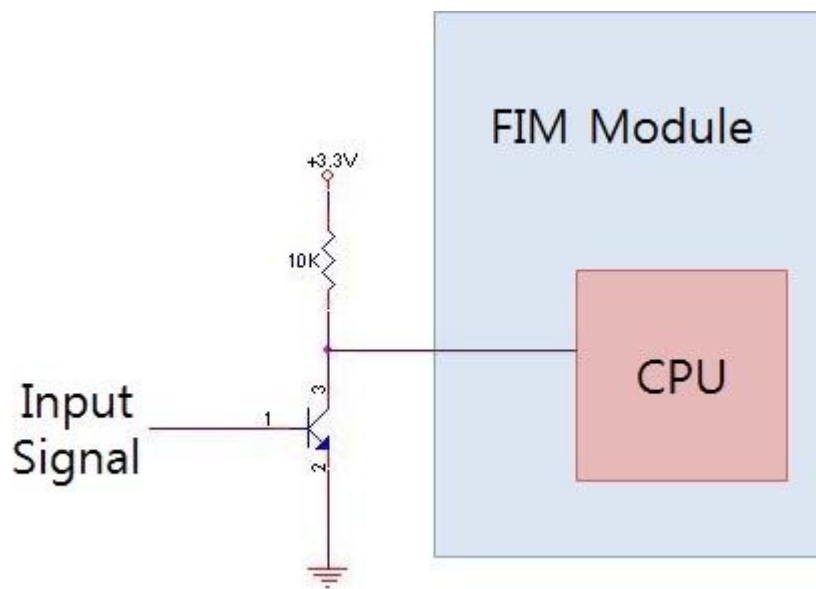 FIM Module
+3.3V
10K
CPU
3
Input
Signal
1
2